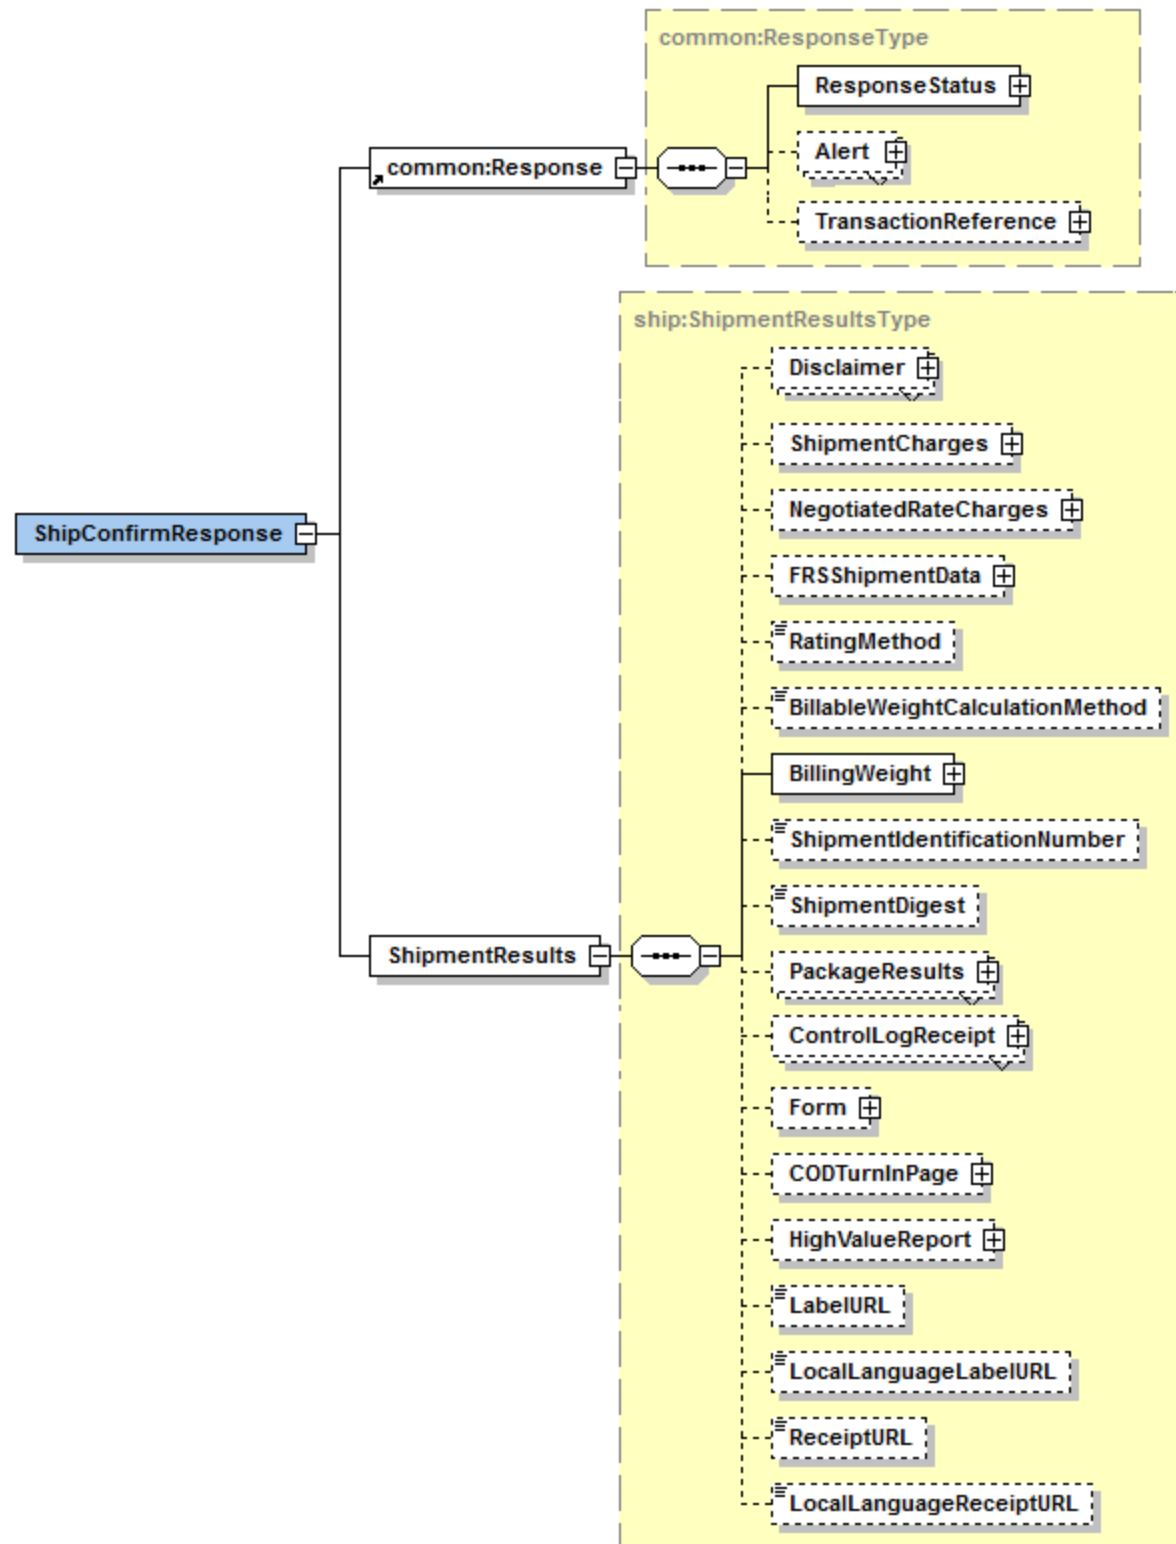 common:ResponseType
ResponseStatus
Alert
common:Response
TransactionReference
ship:ShipmentResultsType
Disclaimer
ShipmentCharges
NegotiatedRateCharges
ShipConfirmResponse
FRSShipmentData
RatingMethod
BillableWeightCalculationMethod
BillingWeight
ShipmentIdentificationNumber
ShipmentDigest
ShipmentResults
PackageResults
ControlLogReceipt
Form
CODTurnInPage
HighValueReport
LabelURL
LocalLanguageLabelURL
ReceiptURL
LocalLanguageReceiptURL